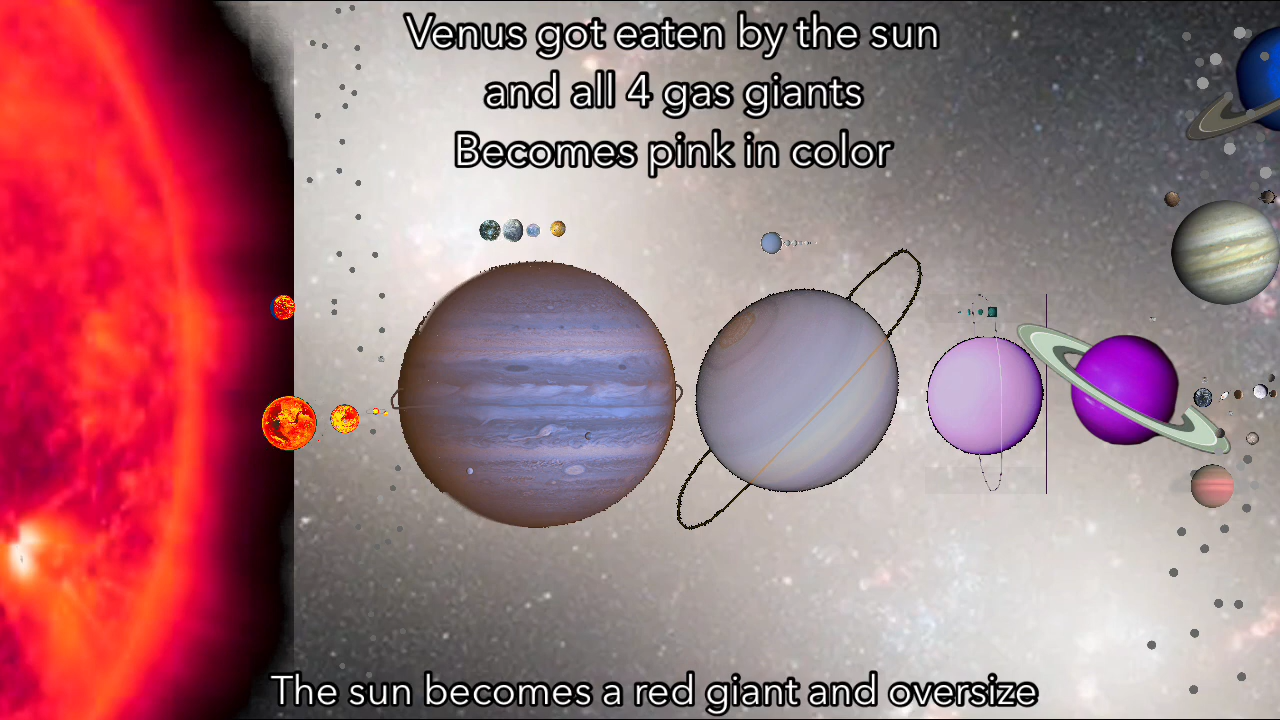 Venus got eaten by the sun
and all 4 gas giants
Becomes pink in color
The sun becomes a red giant and oversize